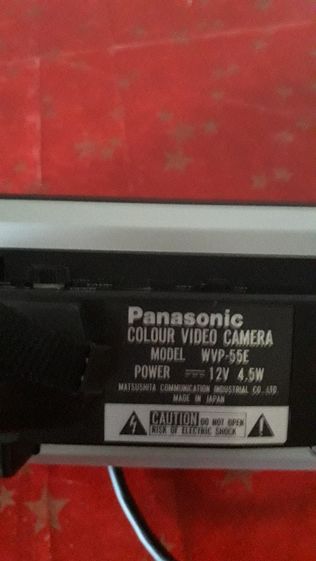 Panasonic
COLOUR VIDEO CAMERA
MODEL WVP-55E
POWER ⎓ 12V 4.5W
MATSUSHITA COMMUNICATION INDUSTRIAL CO.,LTD.
MADE IN JAPAN
CAUTION DO NOT OPEN
RISK OF ELECTRIC SHOCK